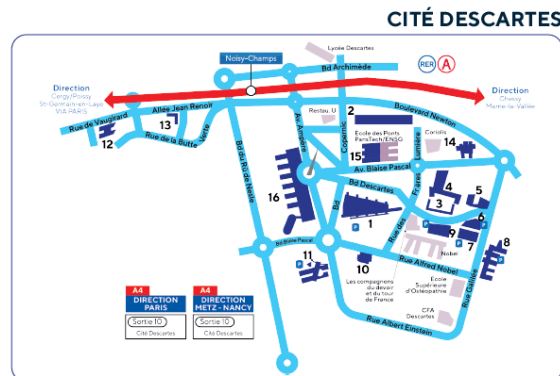 CITÉ DESCARTES
Lycée Descartes
Noisy-Champs
Bd Archimède
RER A
Direction
Cergy/Poissy
St-Germain-en-Laye
VIA PARIS
Direction
Chessy
Marne-la-Vallée
Allée Jean Renoir
Rue de Vaugirard
13
12
Rue de la Butte
Verte
Bd du Ru de Nesle
Av. Ampère
Restau. U
Copernic
2
Boulevard Newton
Ecole des Ponts
ParisTech/ENSG
15
Lumière
Coriolis
14
Av. Blaise Pascal
Frères
Bd Descartes
16
Bd
1
4
3
5
6
P
P
9
7
8
P
Rue des
Nobel
Bd Blaise Pascal
11
P
10
Rue Alfred Nobel
P
Rue Galilée
Les compagnons
du devoir
et du tour
de France
Ecole
Supérieure
d'Ostéopathie
CFA
Descartes
Rue Albert Einstein
A4
DIRECTION
PARIS
Sortie 10
Cité Descartes
A4
DIRECTION
METZ - NANCY
Sortie 10
Cité Descartes